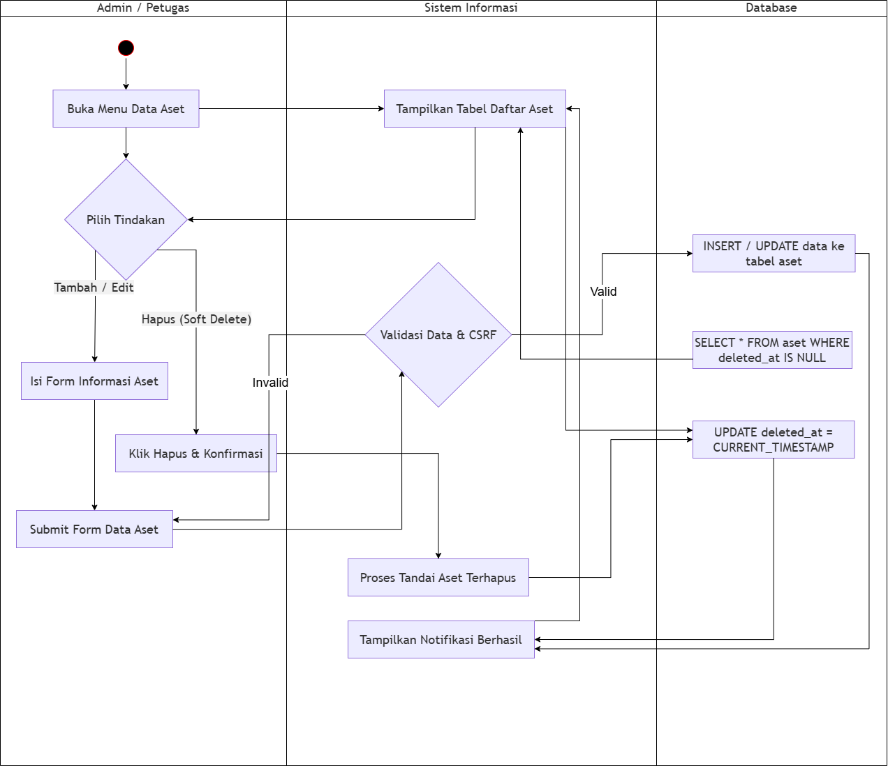 Admin / Petugas
Sistem Informasi
Database
Buka Menu Data Aset
Tampilkan Tabel Daftar Aset
Pilih Tindakan
INSERT / UPDATE data ke
tabel aset
Tambah / Edit
Valid
Hapus (Soft Delete)
Validasi Data & CSRF
SELECT * FROM aset WHERE
deleted_at IS NULL
Isi Form Informasi Aset
Invalid
UPDATE deleted_at =
CURRENT_TIMESTAMP
Klik Hapus & Konfirmasi
Submit Form Data Aset
Proses Tandai Aset Terhapus
Tampilkan Notifikasi Berhasil